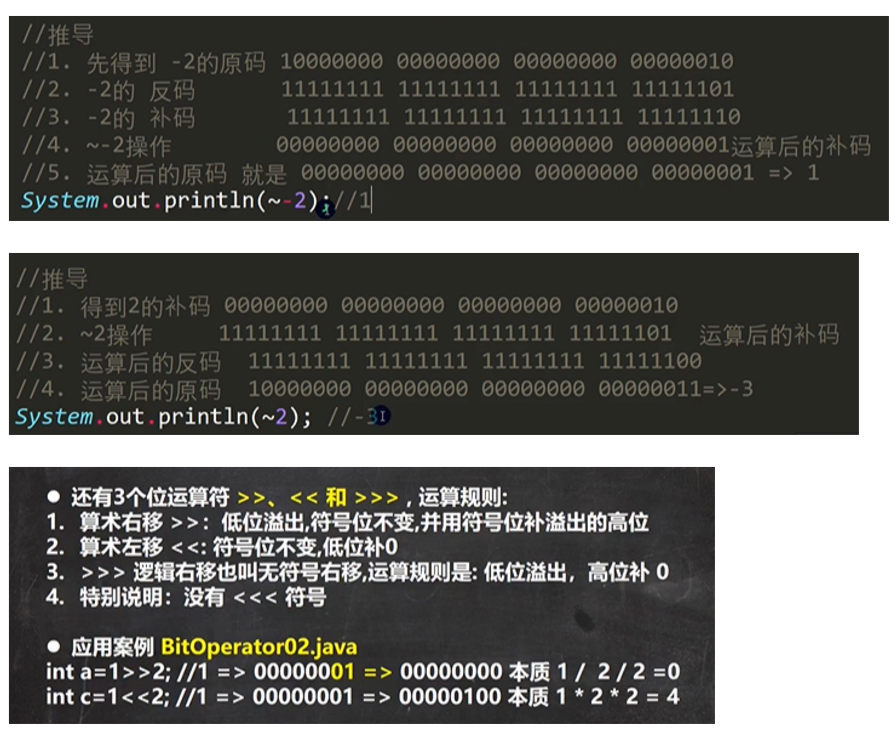 //推导
//1. 先得到 -2的原码 10000000 00000000 00000000 00000010
//2. -2的 反码 11111111 11111111 11111111 11111101
//3. -2的 补码 11111111 11111111 11111111 11111110
//4. ~-2操作 00000000 00000000 00000000 00000001运算后的补码
//5. 运算后的原码 就是 00000000 00000000 00000000 00000001 => 1
System.out.println(~-2);//1
//推导
//1. 得到2的补码 00000000 00000000 00000000 00000010
//2. ~2操作 11111111 11111111 11111111 11111101 运算后的补码
//3. 运算后的反码 11111111 11111111 11111111 11111100
//4. 运算后的原码 10000000 00000000 00000000 00000011=>-3
System.out.println(~2); //-3
● 还有3个位运算符 >>、<< 和 >>> , 运算规则:
1. 算术右移 >>：低位溢出,符号位不变,并用符号位补溢出的高位
2. 算术左移 <<: 符号位不变,低位补0
3. >>> 逻辑右移也叫无符号右移,运算规则是: 低位溢出，高位补 0
4. 特别说明：没有 <<< 符号
● 应用案例 BitOperator02.java
int a=1>>2; //1 => 00000001 => 00000000 本质 1 / 2 / 2 =0
int c=1<<2; //1 => 00000001 => 00000100 本质 1 * 2 * 2 = 4